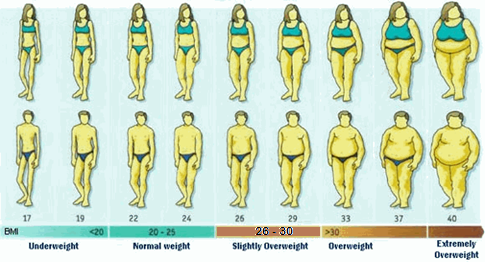 17 19 22 24 26 29 33 37 40
BMI <20 20 - 25 26 - 30 >30
Underweight Normal weight Slightly Overweight Overweight Extremely
Overweight